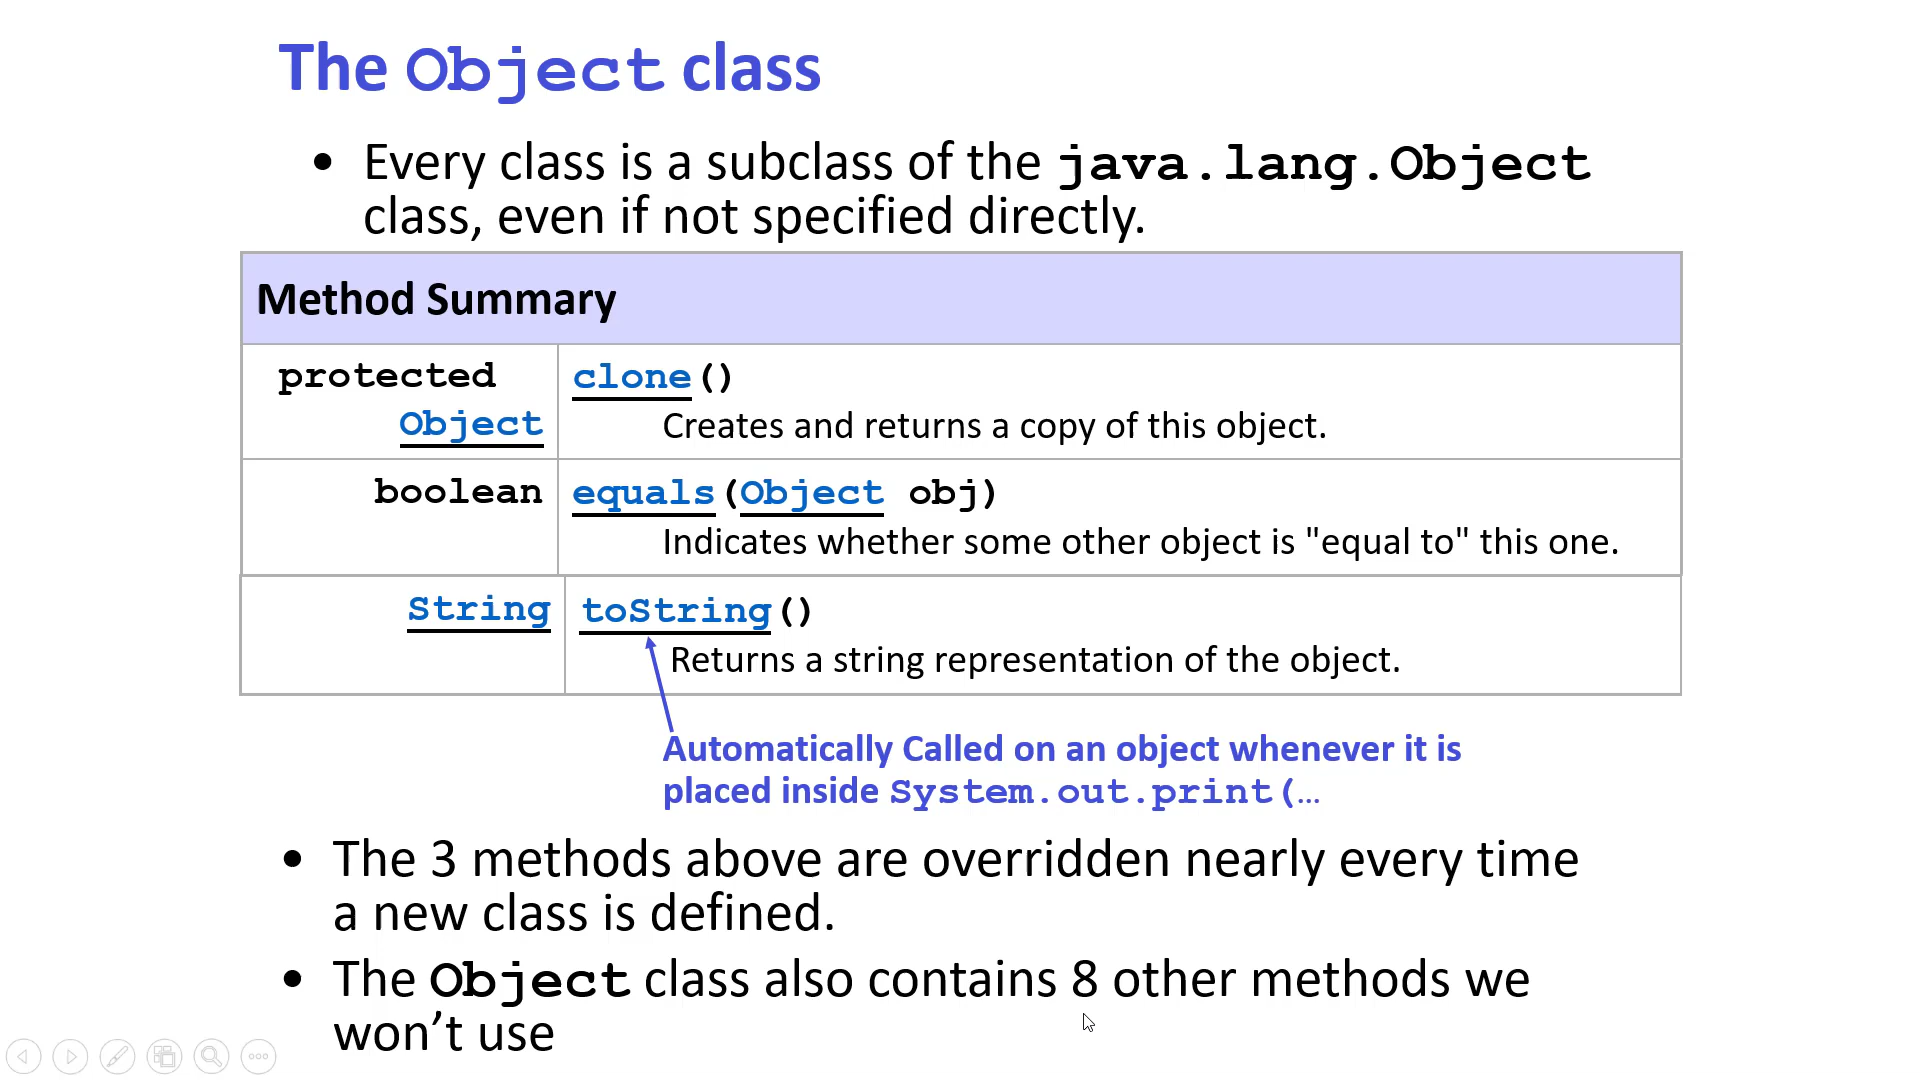 The Object class
• Every class is a subclass of the java.lang.Object
class, even if not specified directly.
Method Summary
protected clone()
Object Creates and returns a copy of this object.
boolean equals(Object obj)
Indicates whether some other object is "equal to" this one.
String toString()
Returns a string representation of the object.
Automatically Called on an object whenever it is
placed inside System.out.print(…
• The 3 methods above are overridden nearly every time
a new class is defined.
• The Object class also contains 8 other methods we
won’t use